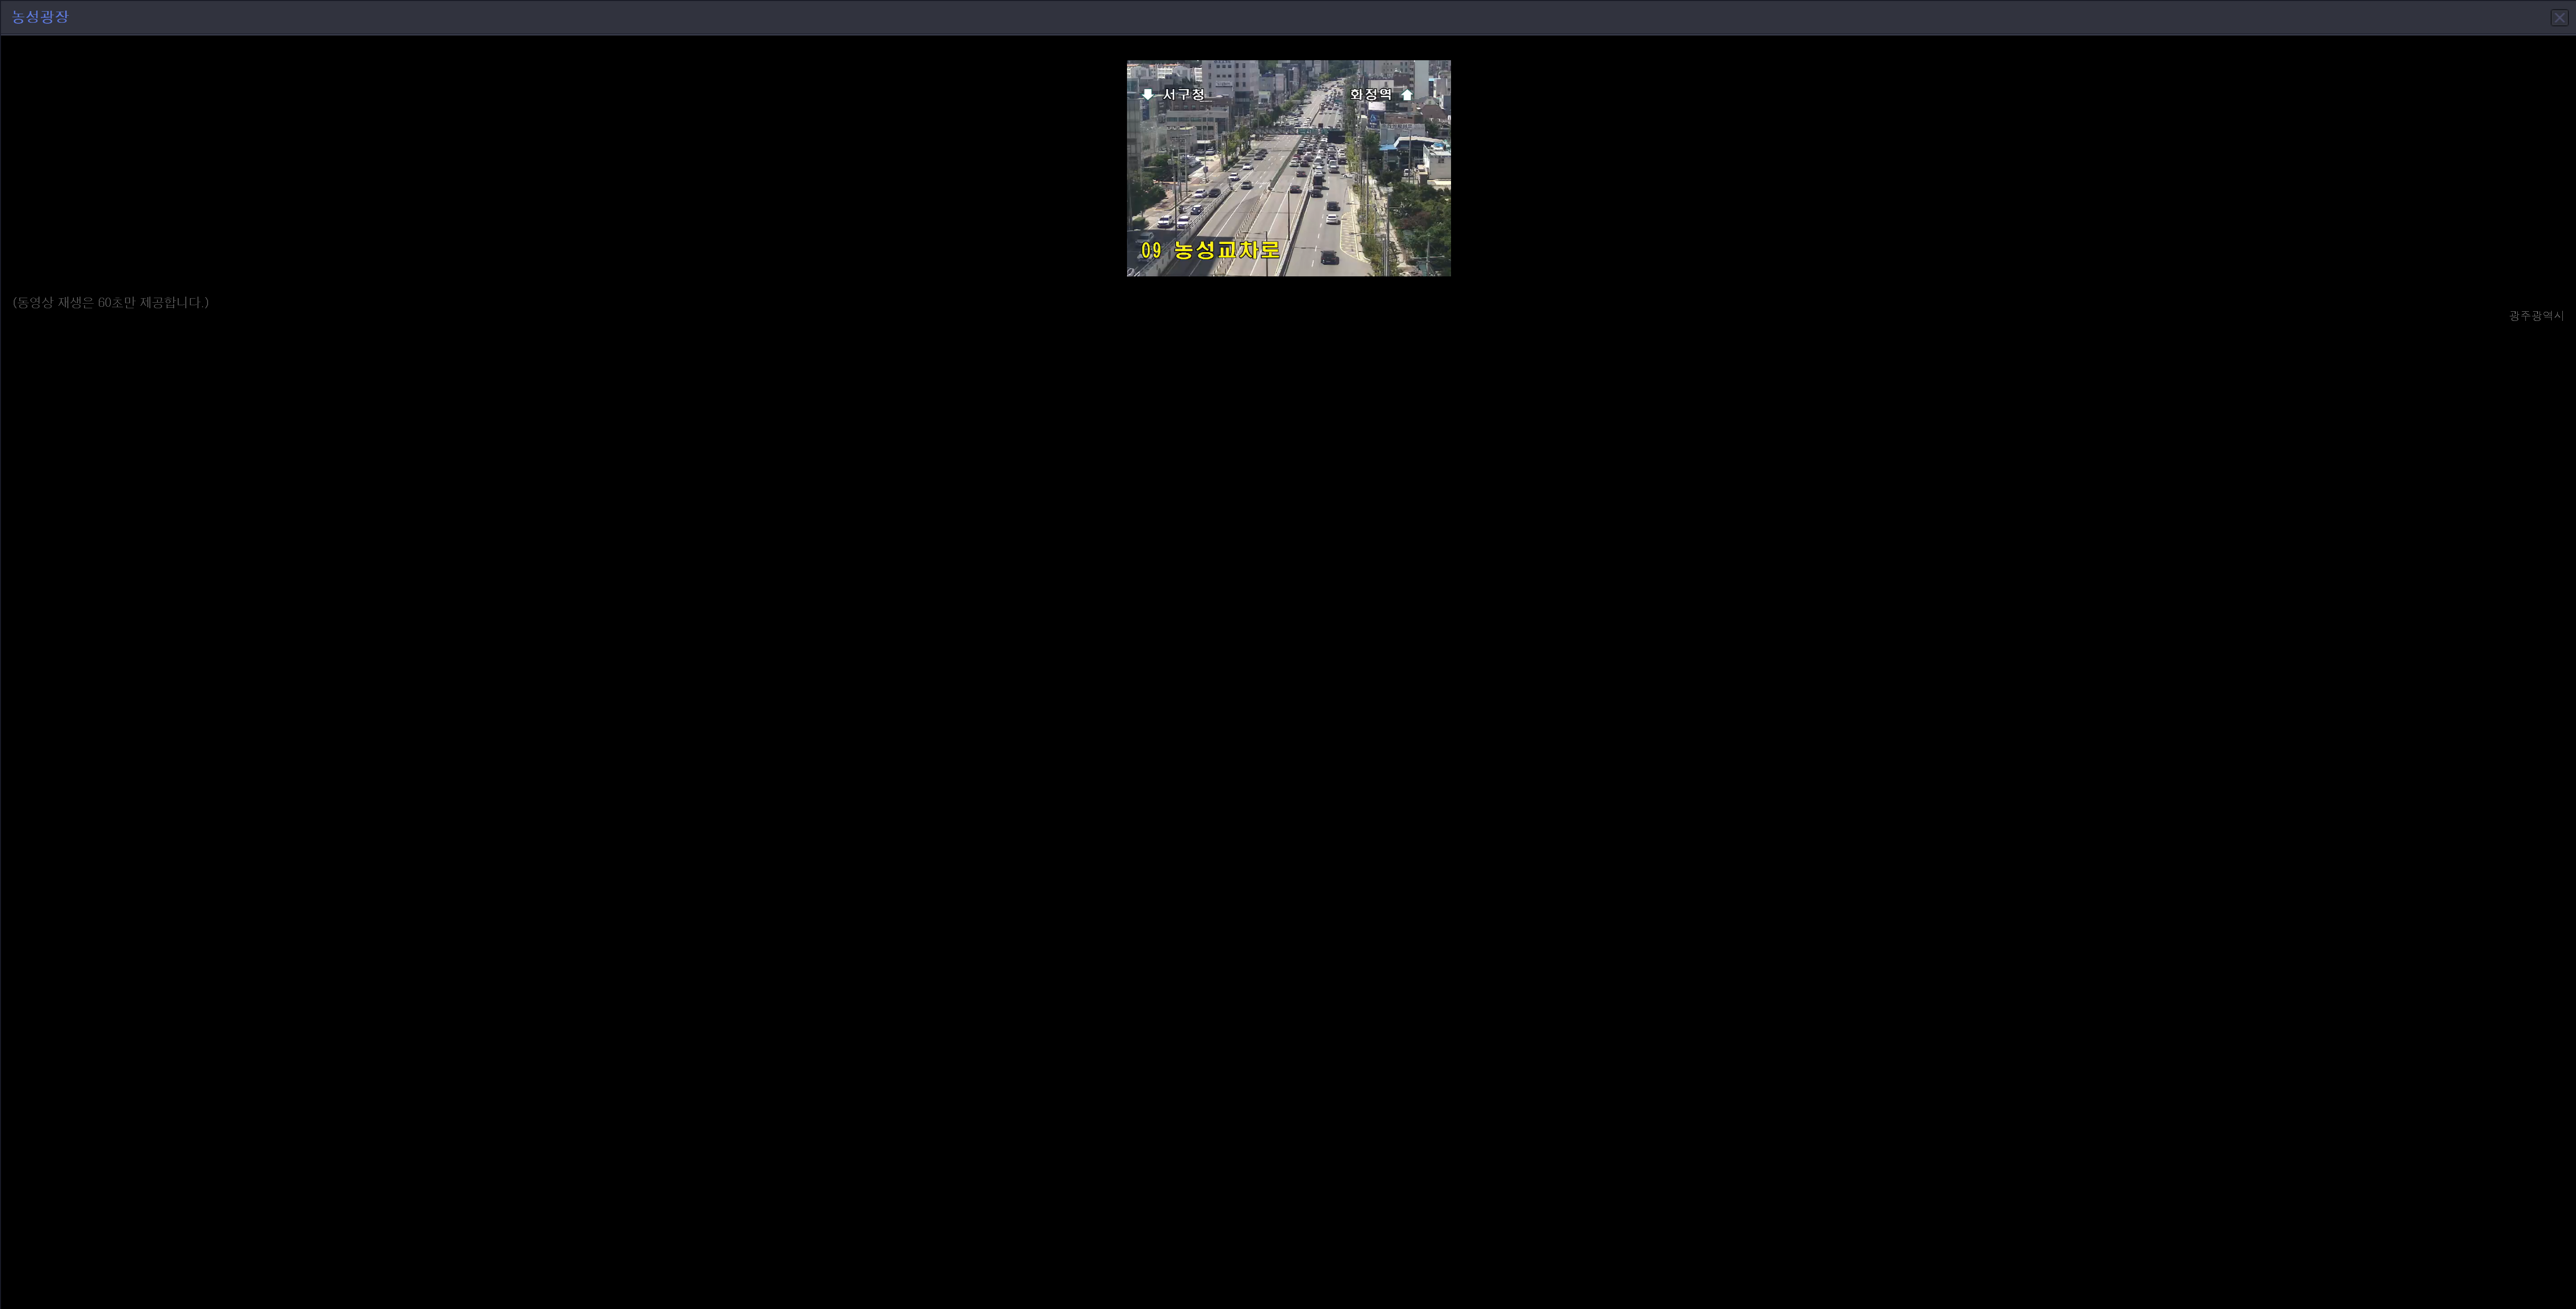 농성광장
서구청
화정역
09 농성교차로
(동영상 재생은 60초만 제공합니다.)
광주광역시